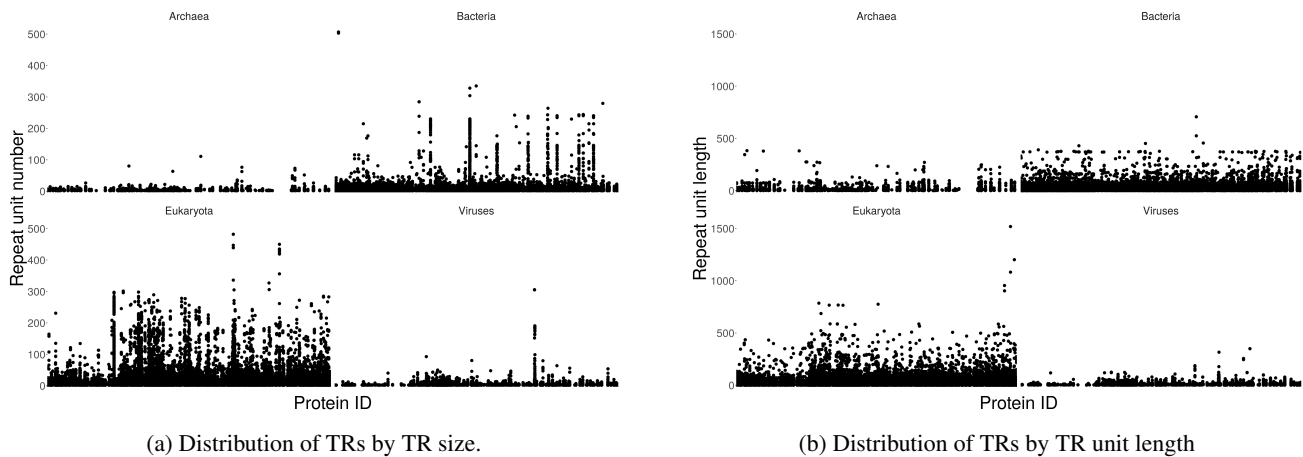 Archaea
Bacteria
500
400
300
200
100
0
Eukaryota
Viruses
500
400
300
200
100
0
Repeat unit number
Protein ID
(a) Distribution of TRs by TR size.
Archaea
Bacteria
1500
1000
500
0
Eukaryota
Viruses
1500
1000
500
0
Repeat unit length
Protein ID
(b) Distribution of TRs by TR unit length